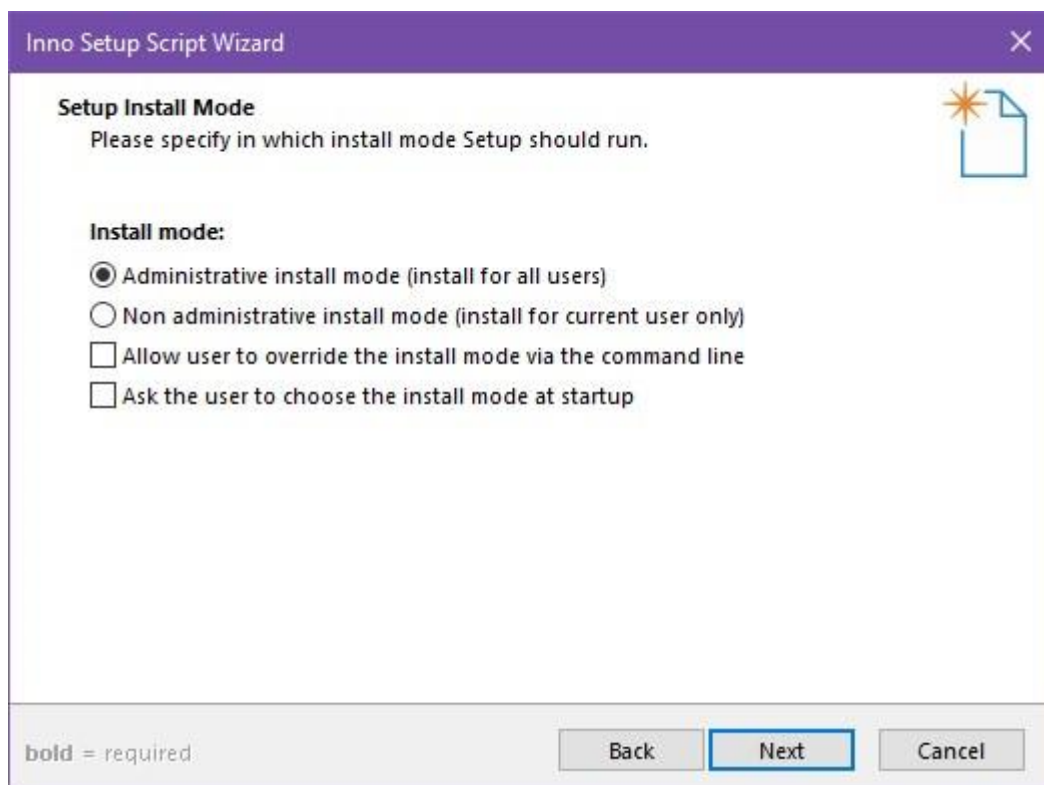 Inno Setup Script Wizard
Setup Install Mode
Please specify in which install mode Setup should run.
Install mode:
Administrative install mode (install for all users)
Non administrative install mode (install for current user only)
Allow user to override the install mode via the command line
Ask the user to choose the install mode at startup
bold = required
Back
Next
Cancel